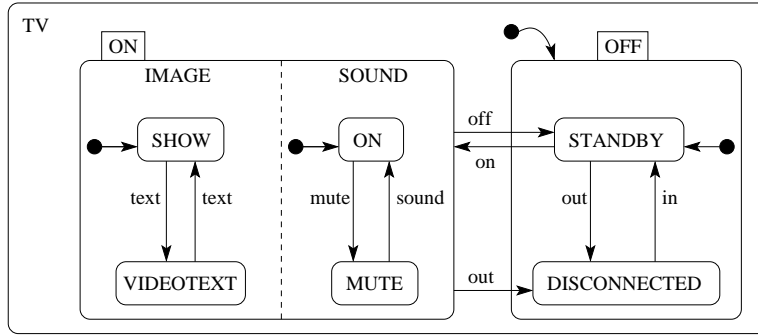 TV
ON
OFF
IMAGE
SOUND
off
SHOW
ON
STANDBY
on
text
text
mute
sound
out
in
out
VIDEOTEXT
MUTE
DISCONNECTED